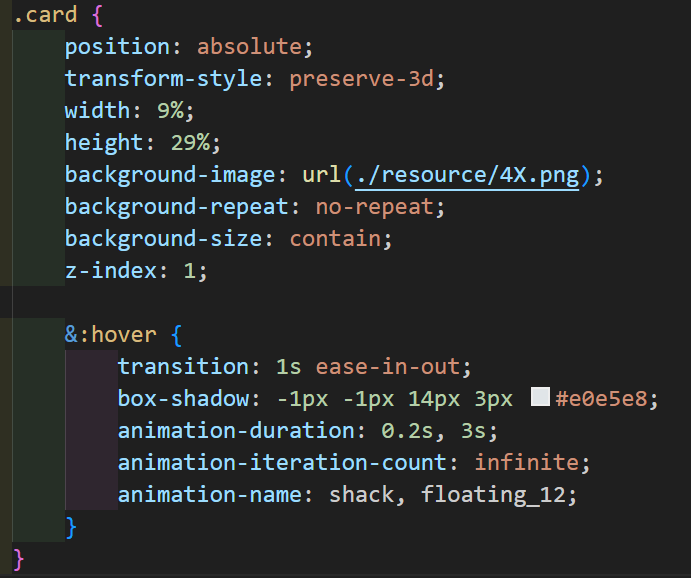 .card {
position: absolute;
transform-style: preserve-3d;
width: 9%;
height: 29%;
background-image: url(./resource/4X.png);
background-repeat: no-repeat;
background-size: contain;
z-index: 1;
&:hover {
transition: 1s ease-in-out;
box-shadow: -1px -1px 14px 3px #e0e5e8;
animation-duration: 0.2s, 3s;
animation-iteration-count: infinite;
animation-name: shack, floating_12;
}
}